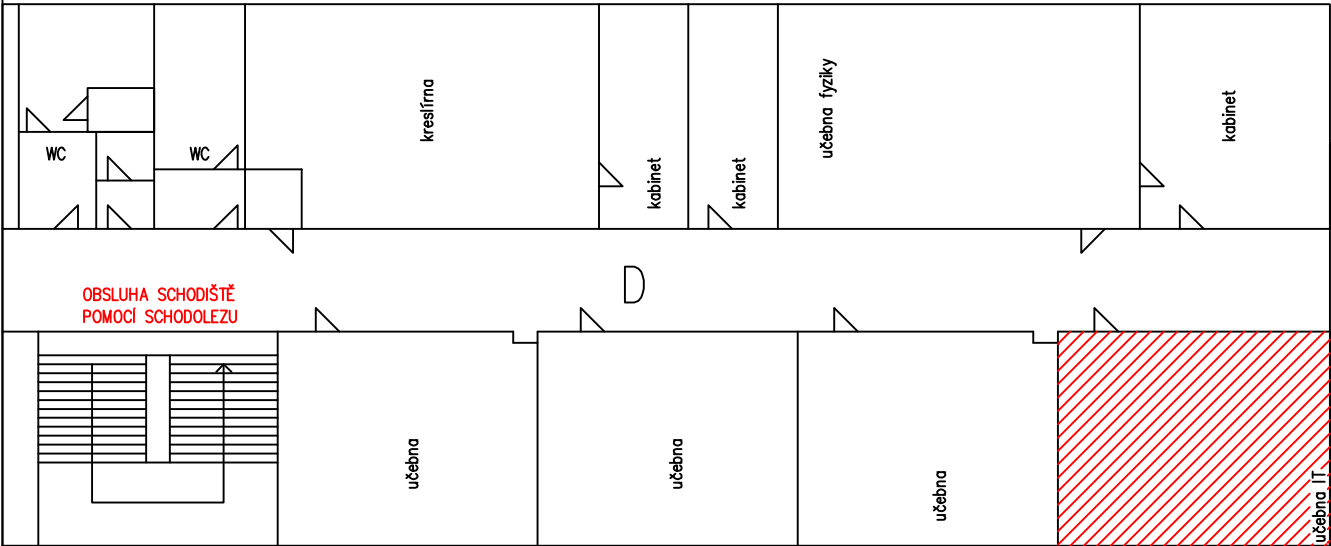 WC
WC
kreslírna
kabinet
kabinet
učebna fyziky
kabinet
D
OBSLUHA SCHODIŠTĚ
POMOCÍ SCHODOLEZU
učebna
učebna
učebna
učebna IT